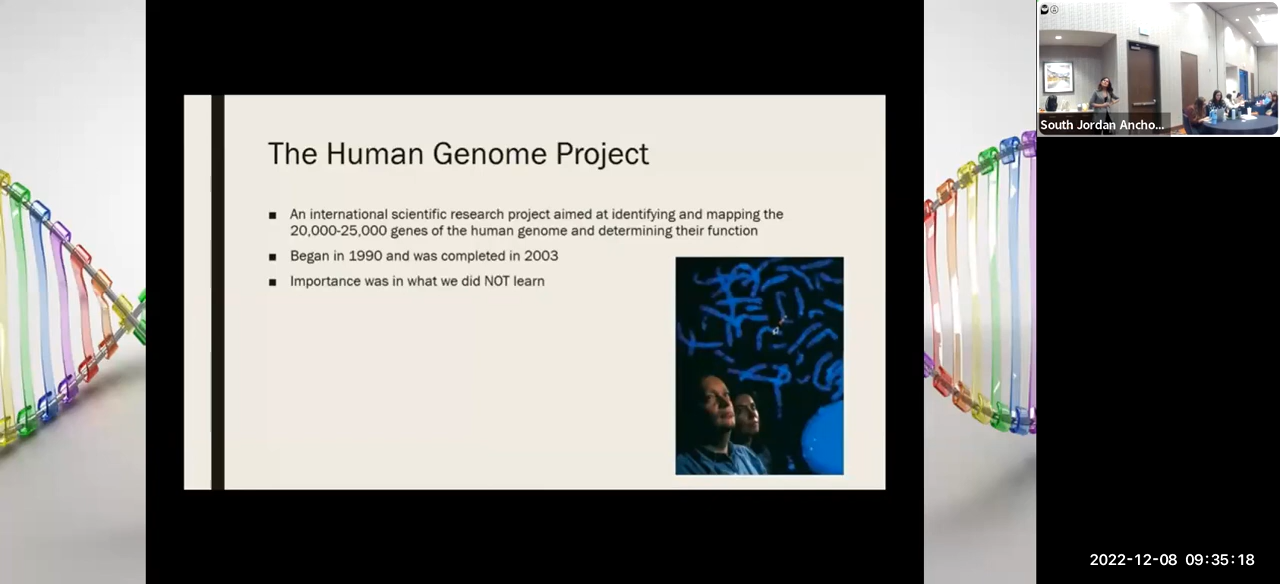 The Human Genome Project
■ An international scientific research project aimed at identifying and mapping the
20,000-25,000 genes of the human genome and determining their function
■ Began in 1990 and was completed in 2003
■ Importance was in what we did NOT learn
South Jordan Ancho...
2022-12-08 09:35:18